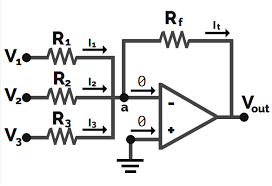 R1 I1 Rf It
V1
R2 I2 0
V2 a - Vout
R3 I3 0
V3 +